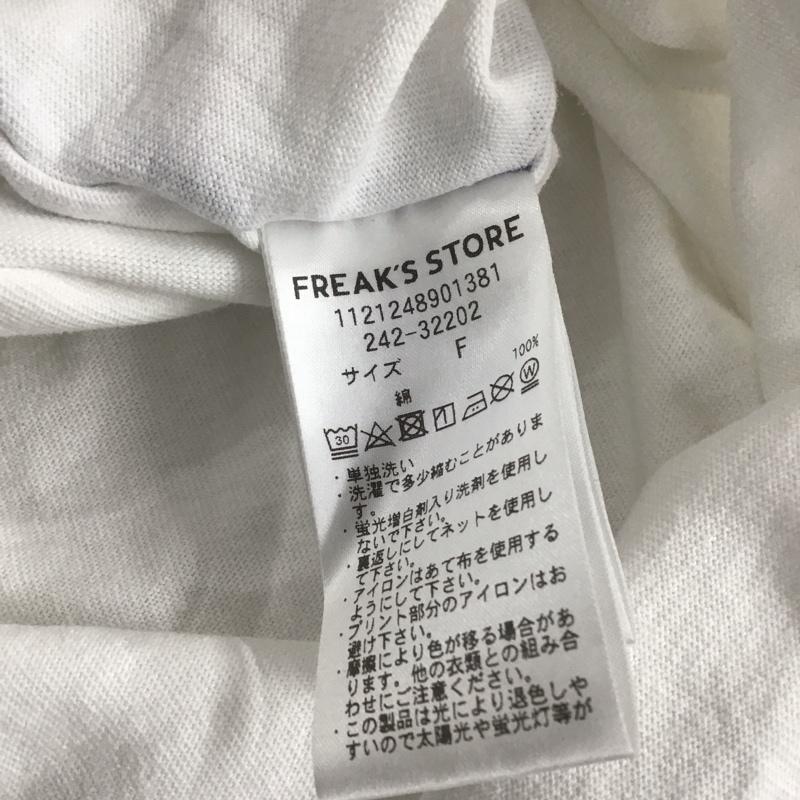 FREAK'S STORE
1121248901381
242-32202
サイズ F
綿 100%
30 W
・単独洗い
・洗濯で多少縮むことがありま
す。
・蛍光増白剤入り洗剤を使用し
ないで下さい。
・裏返しにしてネットを使用し
て下さい。
・アイロンはあて布を使用する
ようにして下さい。
・プリント部分のアイロンはお
避け下さい。
・摩擦により色が移る場合があ
ります。他の衣類との組み合
わせにご注意ください。
・この製品は光により退色しや
すいので太陽光や蛍光灯等が